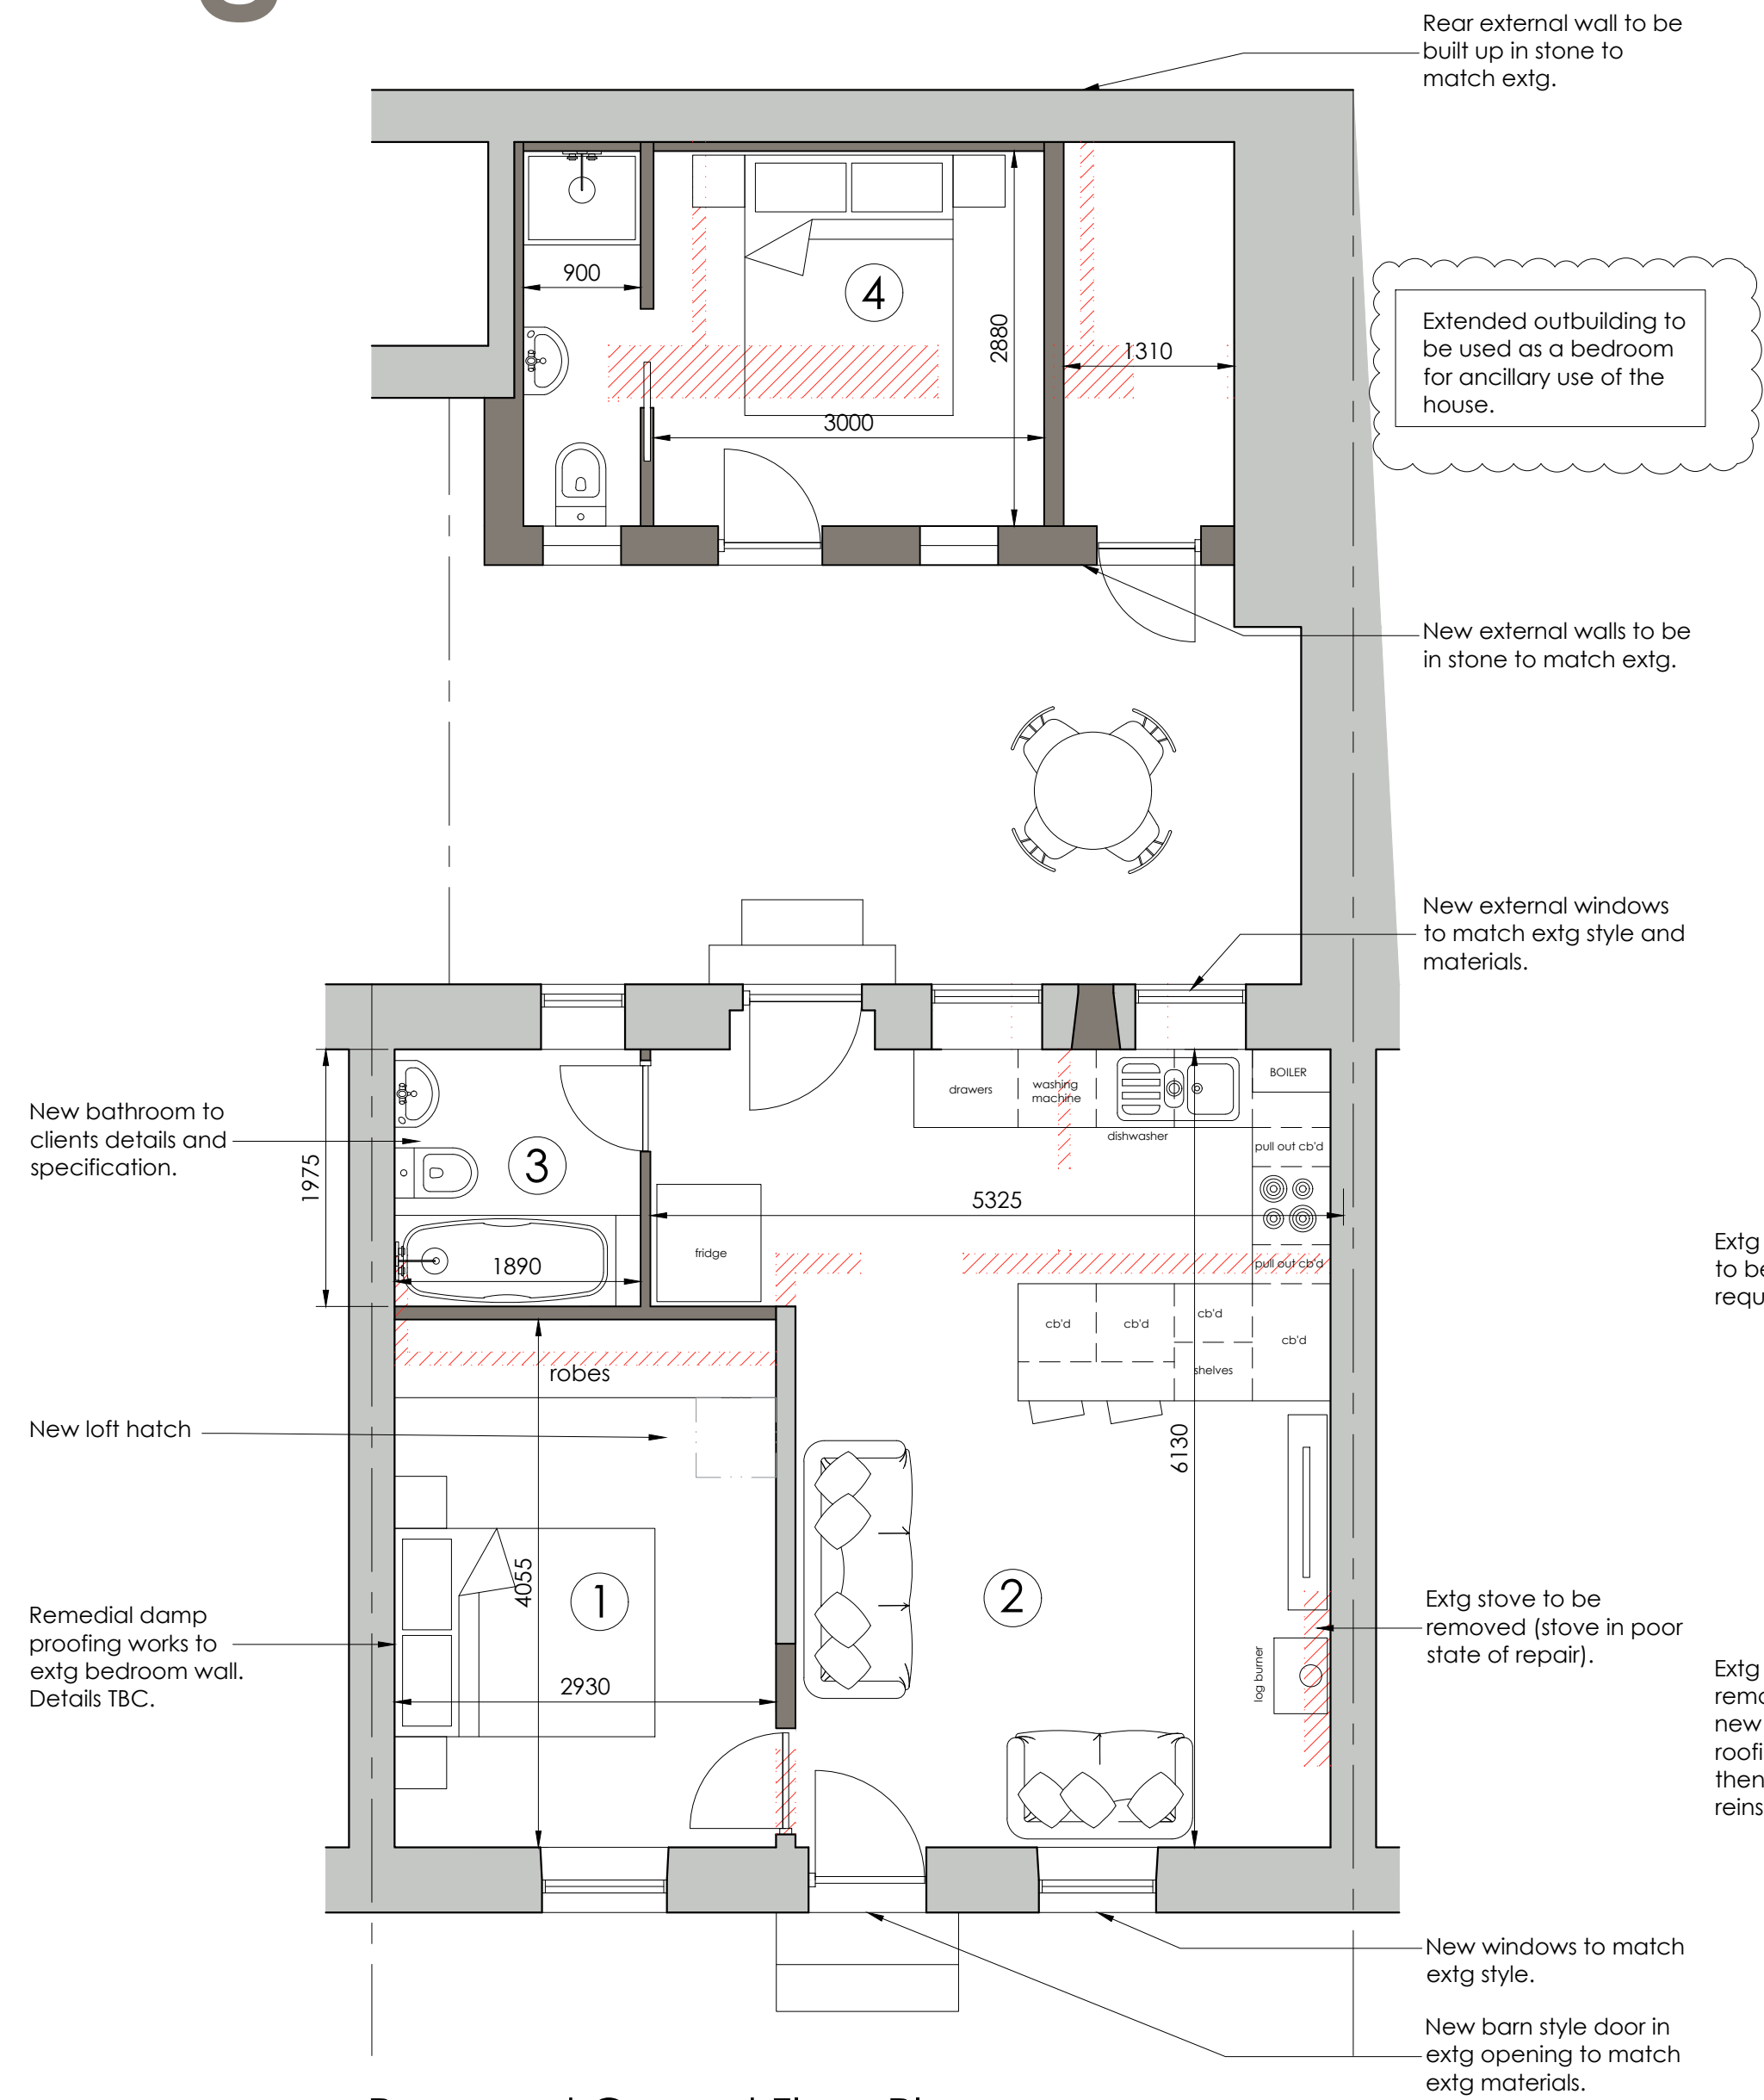 Rear external wall to be
built up in stone to
match extg.
900
4
2880
1310
3000
Extended outbuilding to
be used as a bedroom
for ancillary use of the
house.
New external walls to be
in stone to match extg.
New external windows
to match extg style and
materials.
New bathroom to
clients details and
specification.
1975
3
1890
fridge
5325
drawers
washing
machine
dishwasher
BOILER
pull out cb'd
pull out cb'd
cb'd
cb'd
cb'd
shelves
cb'd
robes
New loft hatch
6130
4055
1
2930
2
log burner
Remedial damp
proofing works to
extg bedroom wall.
Details TBC.
Extg stove to be
removed (stove in poor
state of repair).
New windows to match
extg style.
New barn style door in
extg opening to match
extg materials.
Extg
to be
new
then